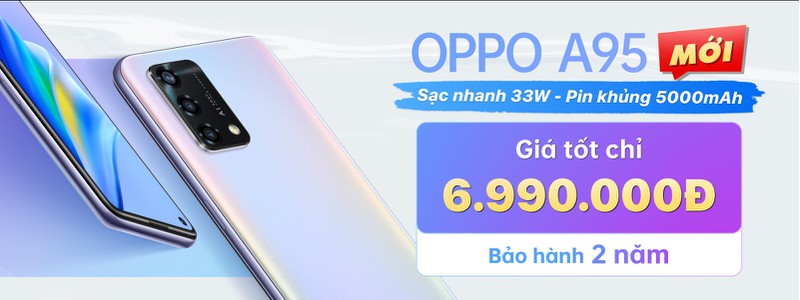 OPPO A95 MỚI
Sạc nhanh 33W - Pin khủng 5000mAh
Giá tốt chỉ
6.990.000Đ
Bảo hành 2 năm